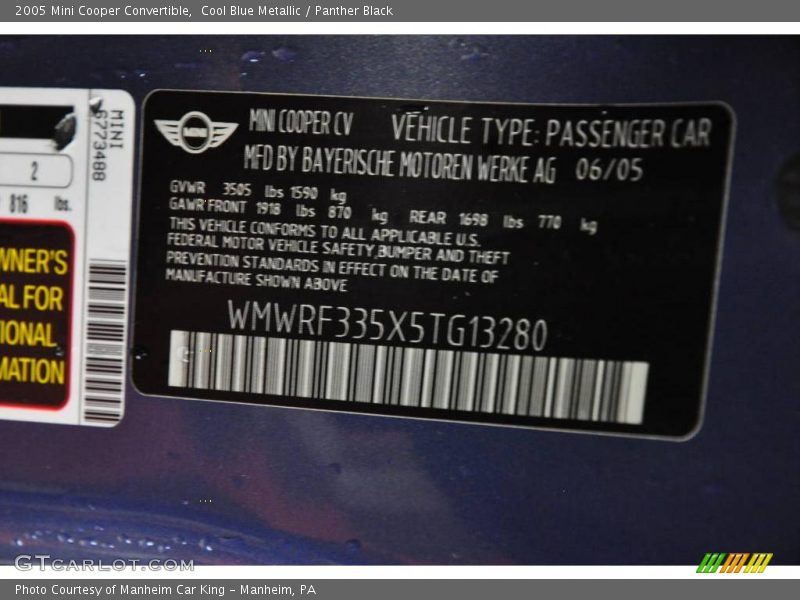 2005 Mini Cooper Convertible, Cool Blue Metallic / Panther Black
MINI
6773488
2
816 lbs.
WNER'S
AL FOR
TIONAL
MATION
MINI
MINI COOPER CV VEHICLE TYPE: PASSENGER CAR
MFD BY BAYERISCHE MOTOREN WERKE AG 06/05
GVWR 3505 lbs 1590 kg
GAWR FRONT 1918 lbs 870 kg REAR 1698 lbs 770 kg
THIS VEHICLE CONFORMS TO ALL APPLICABLE U.S.
FEDERAL MOTOR VEHICLE SAFETY,BUMPER AND THEFT
PREVENTION STANDARDS IN EFFECT ON THE DATE OF
MANUFACTURE SHOWN ABOVE
WMWRF335X5TG13280
GTCARLOT.COM
Photo Courtesy of Manheim Car King - Manheim, PA